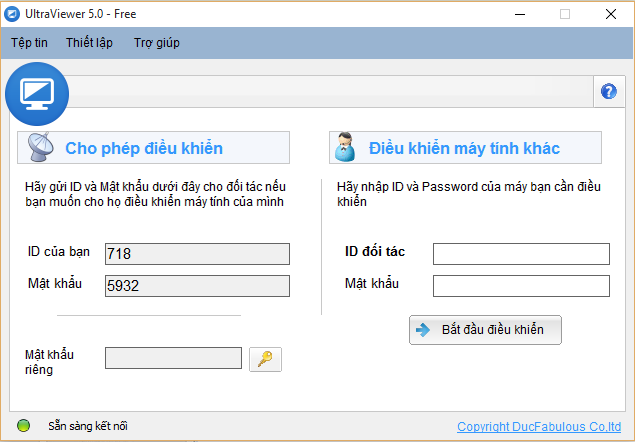 UltraViewer 5.0 - Free
Tệp tin Thiết lập Trợ giúp
?
Cho phép điều khiển
Hãy gửi ID và Mật khẩu dưới đây cho đối tác nếu
bạn muốn cho họ điều khiển máy tính của mình
ID của bạn 718
Mật khẩu 5932
Mật khẩu
riêng
Điều khiển máy tính khác
Hãy nhập ID và Password của máy bạn cần điều
khiển
ID đối tác
Mật khẩu
Bắt đầu điều khiển
Sẵn sàng kết nối
Copyright DucFabulous Co,ltd